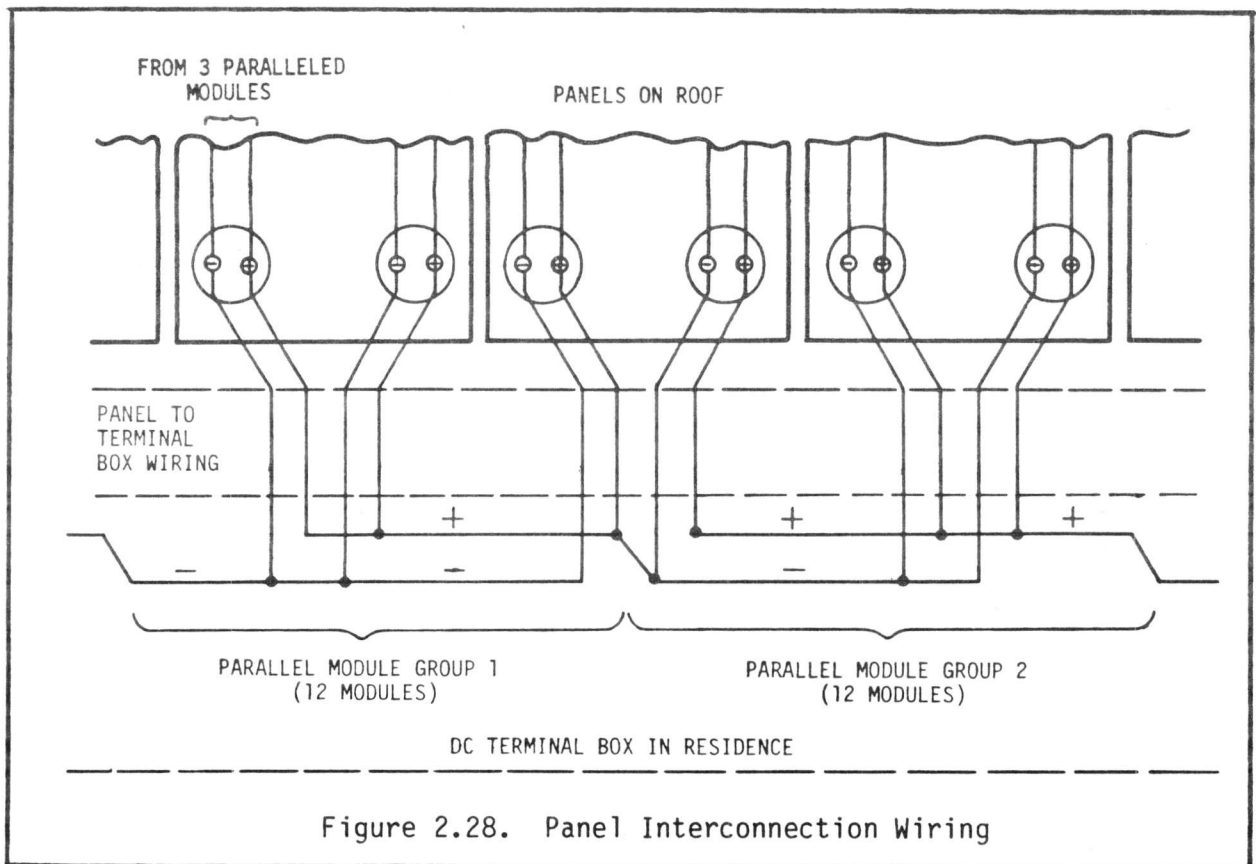 FROM 3 PARALLELED
MODULES
PANELS ON ROOF
⊖ ⊕ ⊖ ⊕ ⊖ ⊕ ⊖ ⊕ ⊖ ⊕ ⊖ ⊕
PANEL TO
TERMINAL
BOX WIRING
+ + +
- - -
PARALLEL MODULE GROUP 1
(12 MODULES)
PARALLEL MODULE GROUP 2
(12 MODULES)
DC TERMINAL BOX IN RESIDENCE
Figure 2.28. Panel Interconnection Wiring